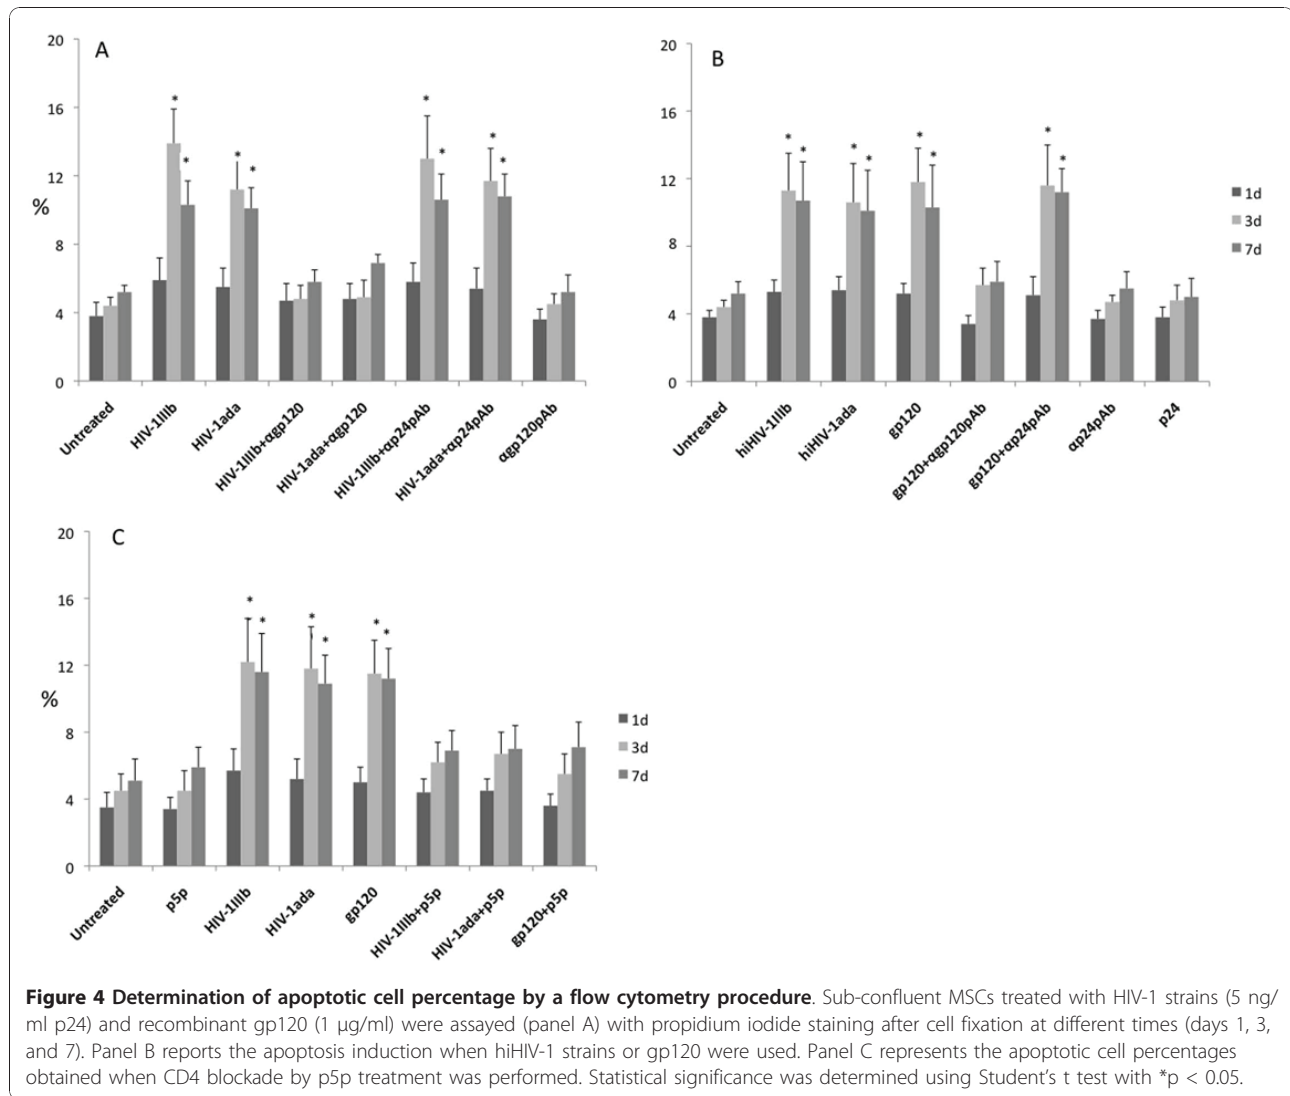 A
20
16
12
8
4
0
%
* * * * * * * *
Untreated
HIV-1IIIb
HIV-1ada
HIV-1IIIb+αgp120
HIV-1ada+αgp120
HIV-1IIIb+αp24pAb
HIV-1ada+αp24pAb
αgp120pAb
B
20
16
12
8
4
0
* * * * * * * *
Untreated
hiHIV-1IIIb
hiHIV-1ada
gp120
gp120+αgp120pAb
gp120+αp24pAb
αp24pAb
p24
1d
3d
7d
C
20
16
12
8
4
0
%
* * * * * *
Untreated
p5p
HIV-1IIIb
HIV-1ada
gp120
HIV-1IIIb+p5p
HIV-1ada+p5p
gp120+p5p
1d
3d
7d
Figure 4 Determination of apoptotic cell percentage by a flow cytometry procedure. Sub-confluent MSCs treated with HIV-1 strains (5 ng/
ml p24) and recombinant gp120 (1 μg/ml) were assayed (panel A) with propidium iodide staining after cell fixation at different times (days 1, 3,
and 7). Panel B reports the apoptosis induction when hiHIV-1 strains or gp120 were used. Panel C represents the apoptotic cell percentages
obtained when CD4 blockade by p5p treatment was performed. Statistical significance was determined using Student's t test with *p < 0.05.